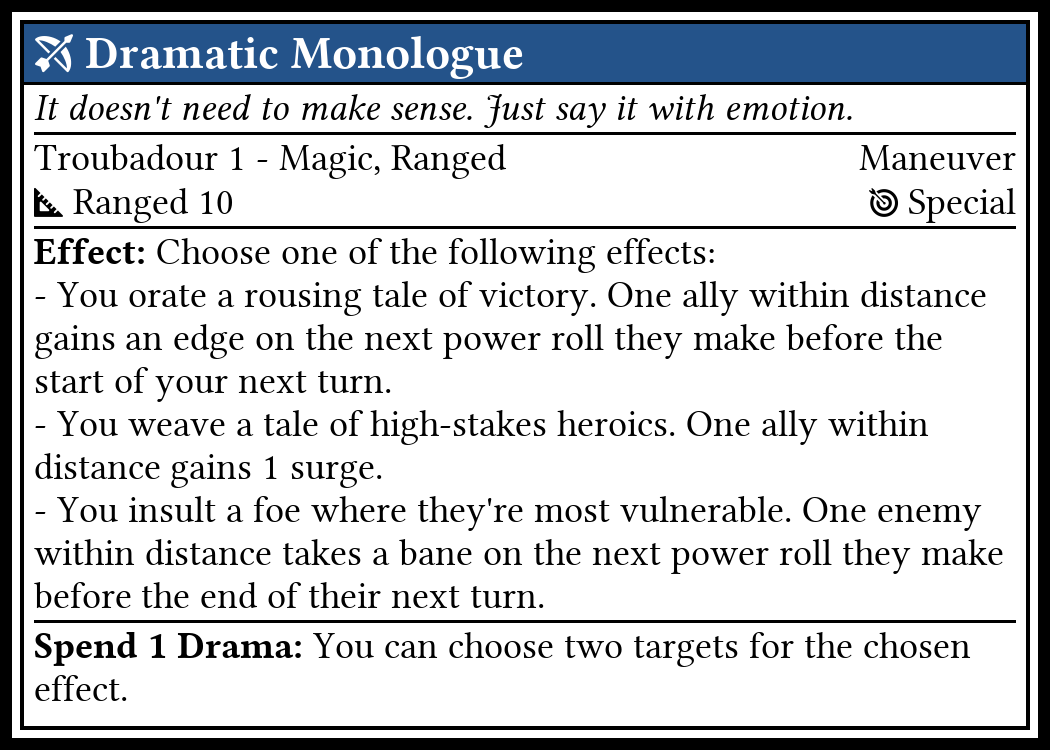 Dramatic Monologue
It doesn't need to make sense. Just say it with emotion.
Troubadour 1 - Magic, Ranged Maneuver
Ranged 10 Special
Effect: Choose one of the following effects:
- You orate a rousing tale of victory. One ally within distance
gains an edge on the next power roll they make before the
start of your next turn.
- You weave a tale of high-stakes heroics. One ally within
distance gains 1 surge.
- You insult a foe where they're most vulnerable. One enemy
within distance takes a bane on the next power roll they make
before the end of their next turn.
Spend 1 Drama: You can choose two targets for the chosen
effect.